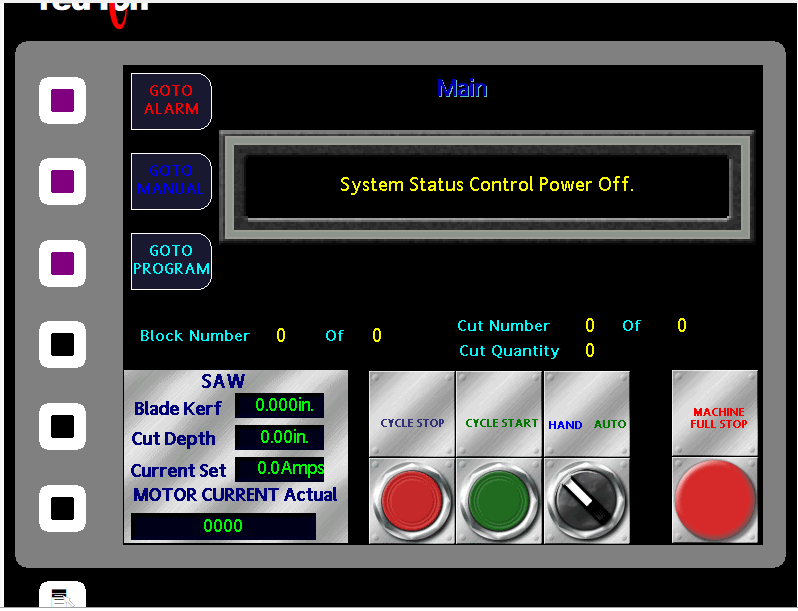 red lion
Main
GOTO
ALARM
GOTO
MANUAL
System Status Control Power Off.
GOTO
PROGRAM
Block Number 0 Of 0
Cut Number 0 Of 0
Cut Quantity 0
SAW
Blade Kerf 0.000in.
Cut Depth 0.00in.
Current Set 0.0Amps
MOTOR CURRENT Actual
0000
CYCLE STOP
CYCLE START
HAND AUTO
MACHINE
FULL STOP